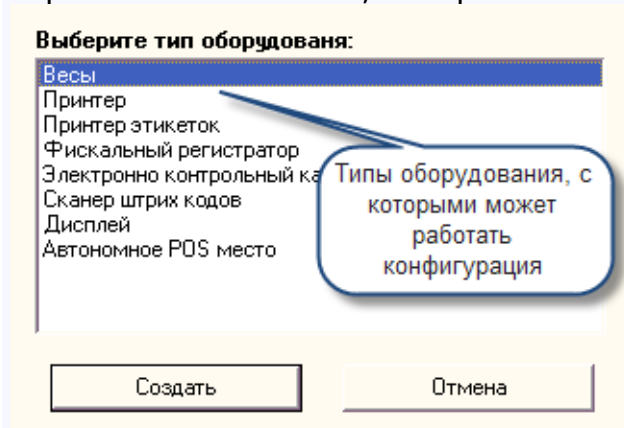 Выберите тип оборудованя:
Весы
Принтер
Принтер этикеток
Фискальный регистратор
Электронно контрольный ка
Сканер штрих кодов
Дисплей
Автономное POS место
Типы оборудования, с
которыми может
работать
конфигурация
Создать
Отмена